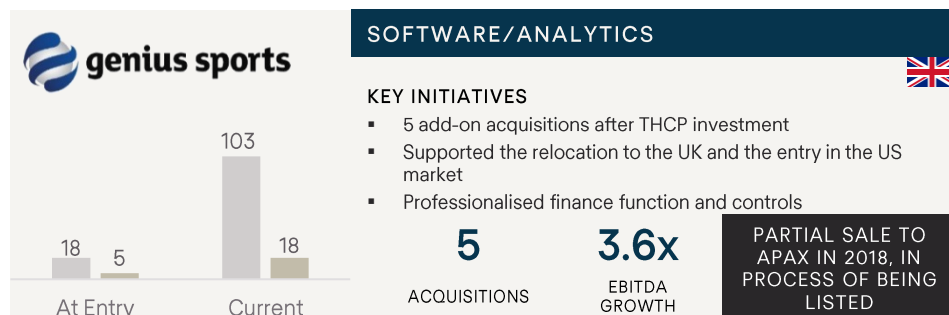 genius sports
SOFTWARE/ANALYTICS
KEY INITIATIVES
▪ 5 add-on acquisitions after THCP investment
▪ Supported the relocation to the UK and the entry in the US
market
▪ Professionalised finance function and controls
103
18
5
18
At Entry
Current
5
ACQUISITIONS
3.6x
EBITDA
GROWTH
PARTIAL SALE TO
APAX IN 2018, IN
PROCESS OF BEING
LISTED